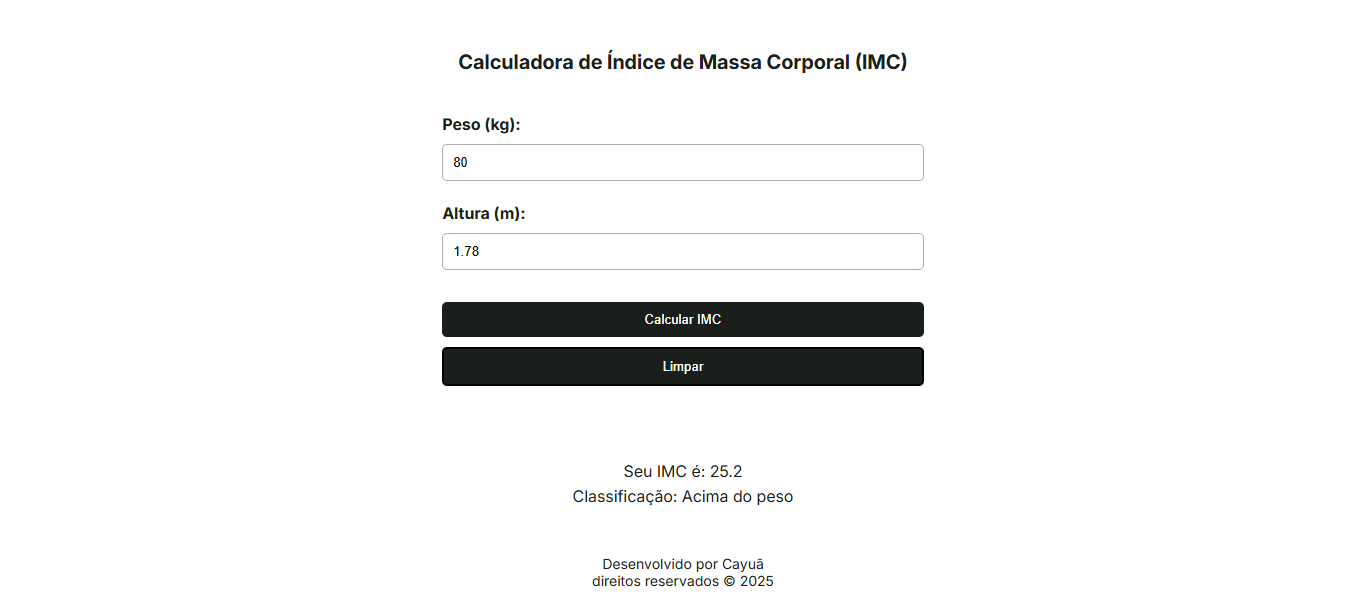 Calculadora de Índice de Massa Corporal (IMC)
Peso (kg):
80
Altura (m):
1.78
Calcular IMC
Limpar
Seu IMC é: 25.2
Classificação: Acima do peso
Desenvolvido por Cayuã
direitos reservados © 2025